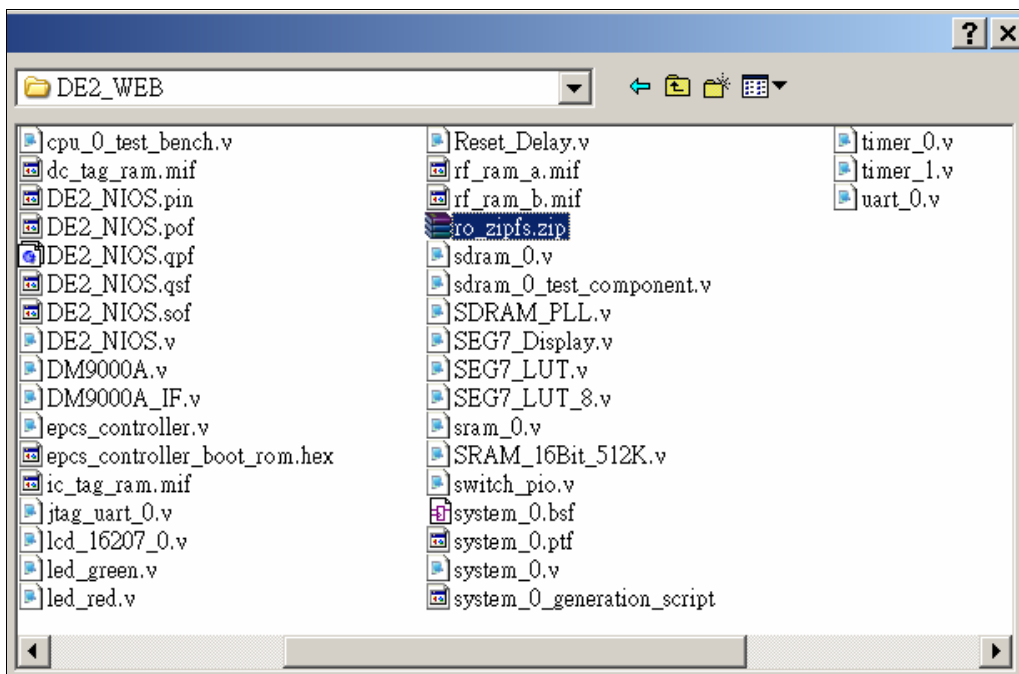 DE2_WEB
cpu_0_test_bench.v
dc_tag_ram.mif
DE2_NIOS.pin
DE2_NIOS.pof
DE2_NIOS.qpf
DE2_NIOS.qsf
DE2_NIOS.sof
DE2_NIOS.v
DM9000A.v
DM9000A_IF.v
epcs_controller.v
epcs_controller_boot_rom.hex
ic_tag_ram.mif
jtag_uart_0.v
lcd_16207_0.v
led_green.v
led_red.v
Reset_Delay.v
rf_ram_a.mif
rf_ram_b.mif
ro_zipfs.zip
sdram_0.v
sdram_0_test_component.v
SDRAM_PLL.v
SEG7_Display.v
SEG7_LUT.v
SEG7_LUT_8.v
sram_0.v
SRAM_16Bit_512K.v
switch_pio.v
system_0.bsf
system_0.ptf
system_0.v
system_0_generation_script
timer_0.v
timer_1.v
uart_0.v